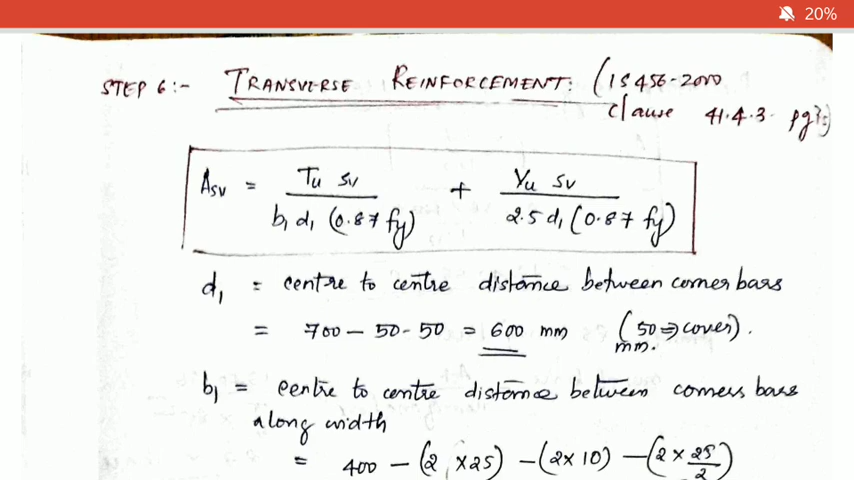 20%
STEP 6:- TRANSVERSE REINFORCEMENT: (IS 456-2000
clause 41.4.3.
Asv = Tu Sv / b1 d1 (0.87 fy) + Vu Sv / 2.5 d1 (0.87 fy)
d1 = centre to centre distance between corner bars
= 700 - 50 - 50 = 600 mm (50 ⇒ cover).
mm.
b1 = centre to centre distance between corners bars
along width
= 400 - (2 × 25) - (2 × 10) - (2 × 25/2)